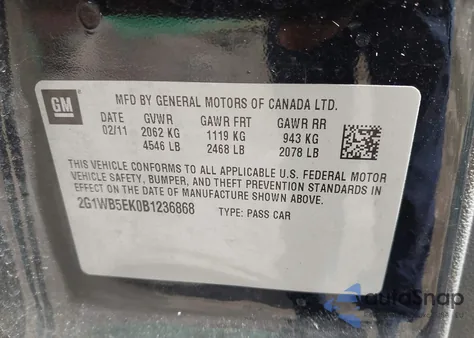 GM
MFD BY GENERAL MOTORS OF CANADA LTD.
DATE GVWR GAWR FRT GAWR RR
02/11 2062 KG 1119 KG 943 KG
4546 LB 2468 LB 2078 LB
THIS VEHICLE CONFORMS TO ALL APPLICABLE U.S. FEDERAL MOTOR
VEHICLE SAFETY, BUMPER, AND THEFT PREVENTION STANDARDS IN
EFFECT ON THE DATE OF MANUFACTURE SHOWN ABOVE.
2G1WB5EK0B1236868 TYPE: PASS CAR
AutoSnap